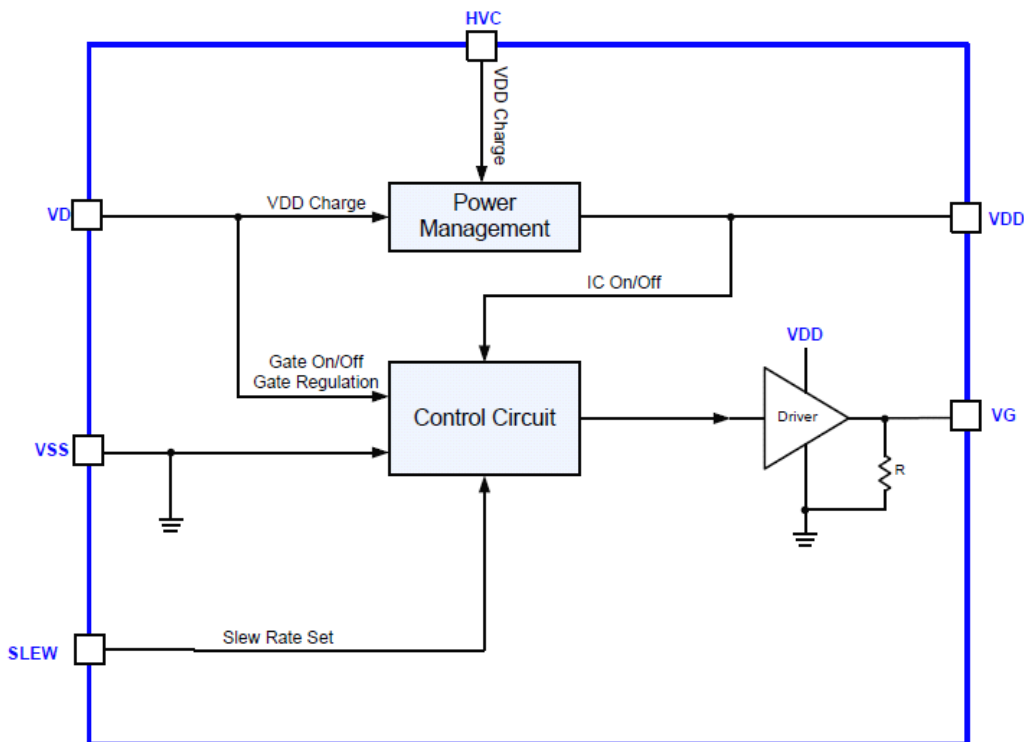 HVC
VDD Charge
VD
VDD Charge
Power
Management
VDD
IC On/Off
VDD
Gate On/Off
Gate Regulation
Control Circuit
Driver
VG
VSS
R
SLEW
Slew Rate Set